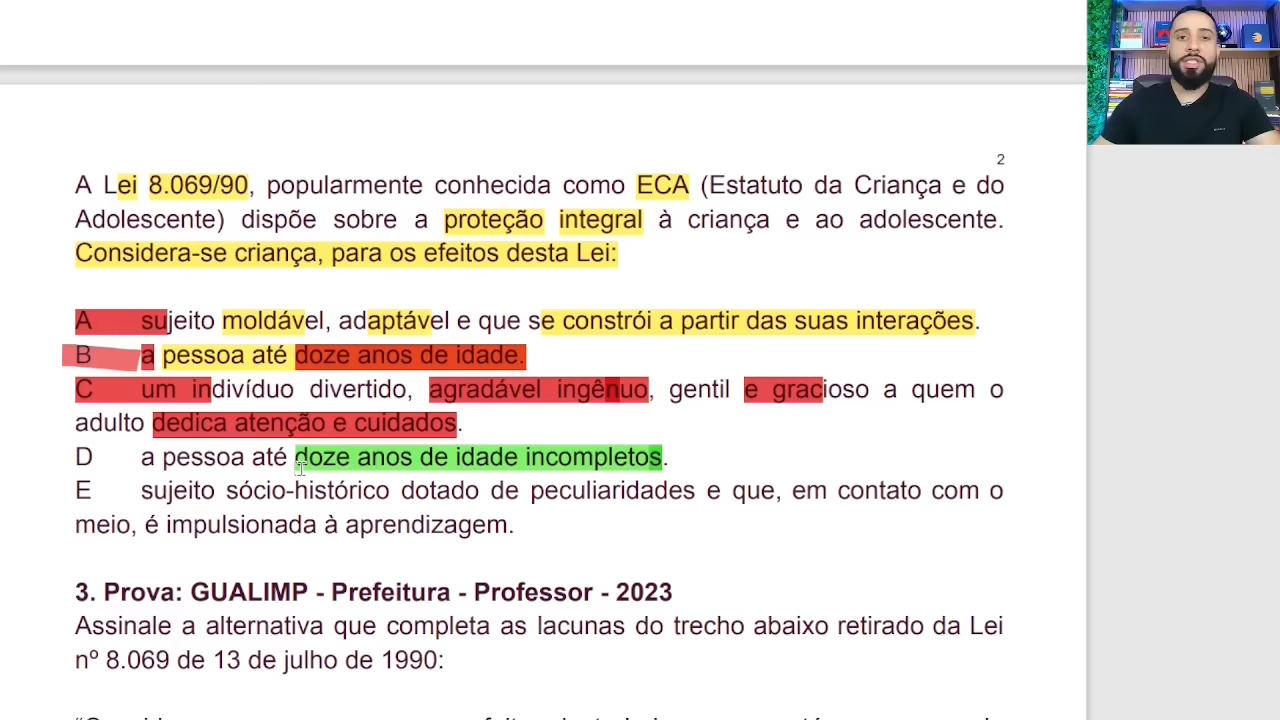 2
A Lei 8.069/90, popularmente conhecida como ECA (Estatuto da Criança e do
Adolescente) dispõe sobre a proteção integral à criança e ao adolescente.
Considera-se criança, para os efeitos desta Lei:
A sujeito moldável, adaptável e que se constrói a partir das suas interações.
B a pessoa até doze anos de idade.
C um indivíduo divertido, agradável ingênuo, gentil e gracioso a quem o
adulto dedica atenção e cuidados.
D a pessoa até doze anos de idade incompletos.
E sujeito sócio-histórico dotado de peculiaridades e que, em contato com o
meio, é impulsionada à aprendizagem.
3. Prova: GUALIMP - Prefeitura - Professor - 2023
Assinale a alternativa que completa as lacunas do trecho abaixo retirado da Lei
nº 8.069 de 13 de julho de 1990: